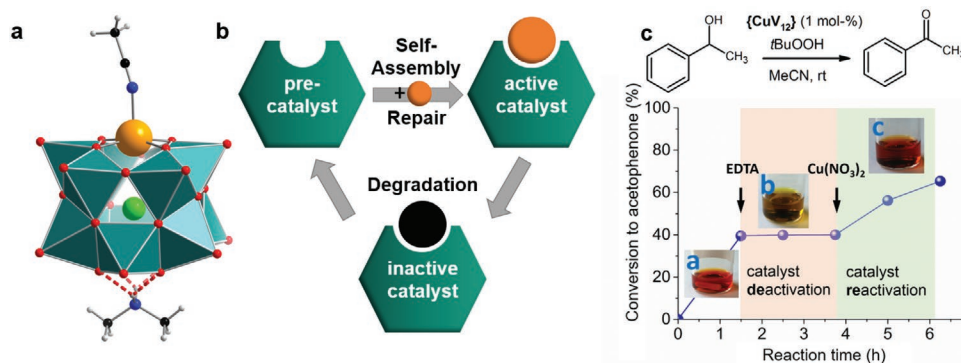 a
b
pre-
catalyst
Self-
Assembly
+
Repair
active
catalyst
Degradation
inactive
catalyst
c
OH
CH₃
{CuV₁₂} (1 mol-%)
tBuOOH
MeCN, rt
O
CH₃
Conversion to acetophenone (%)
100
80
60
40
20
0
EDTA
Cu(NO₃)₂
a
b
c
catalyst
deactivation
catalyst
reactivation
0 1 2 3 4 5 6
Reaction time (h)